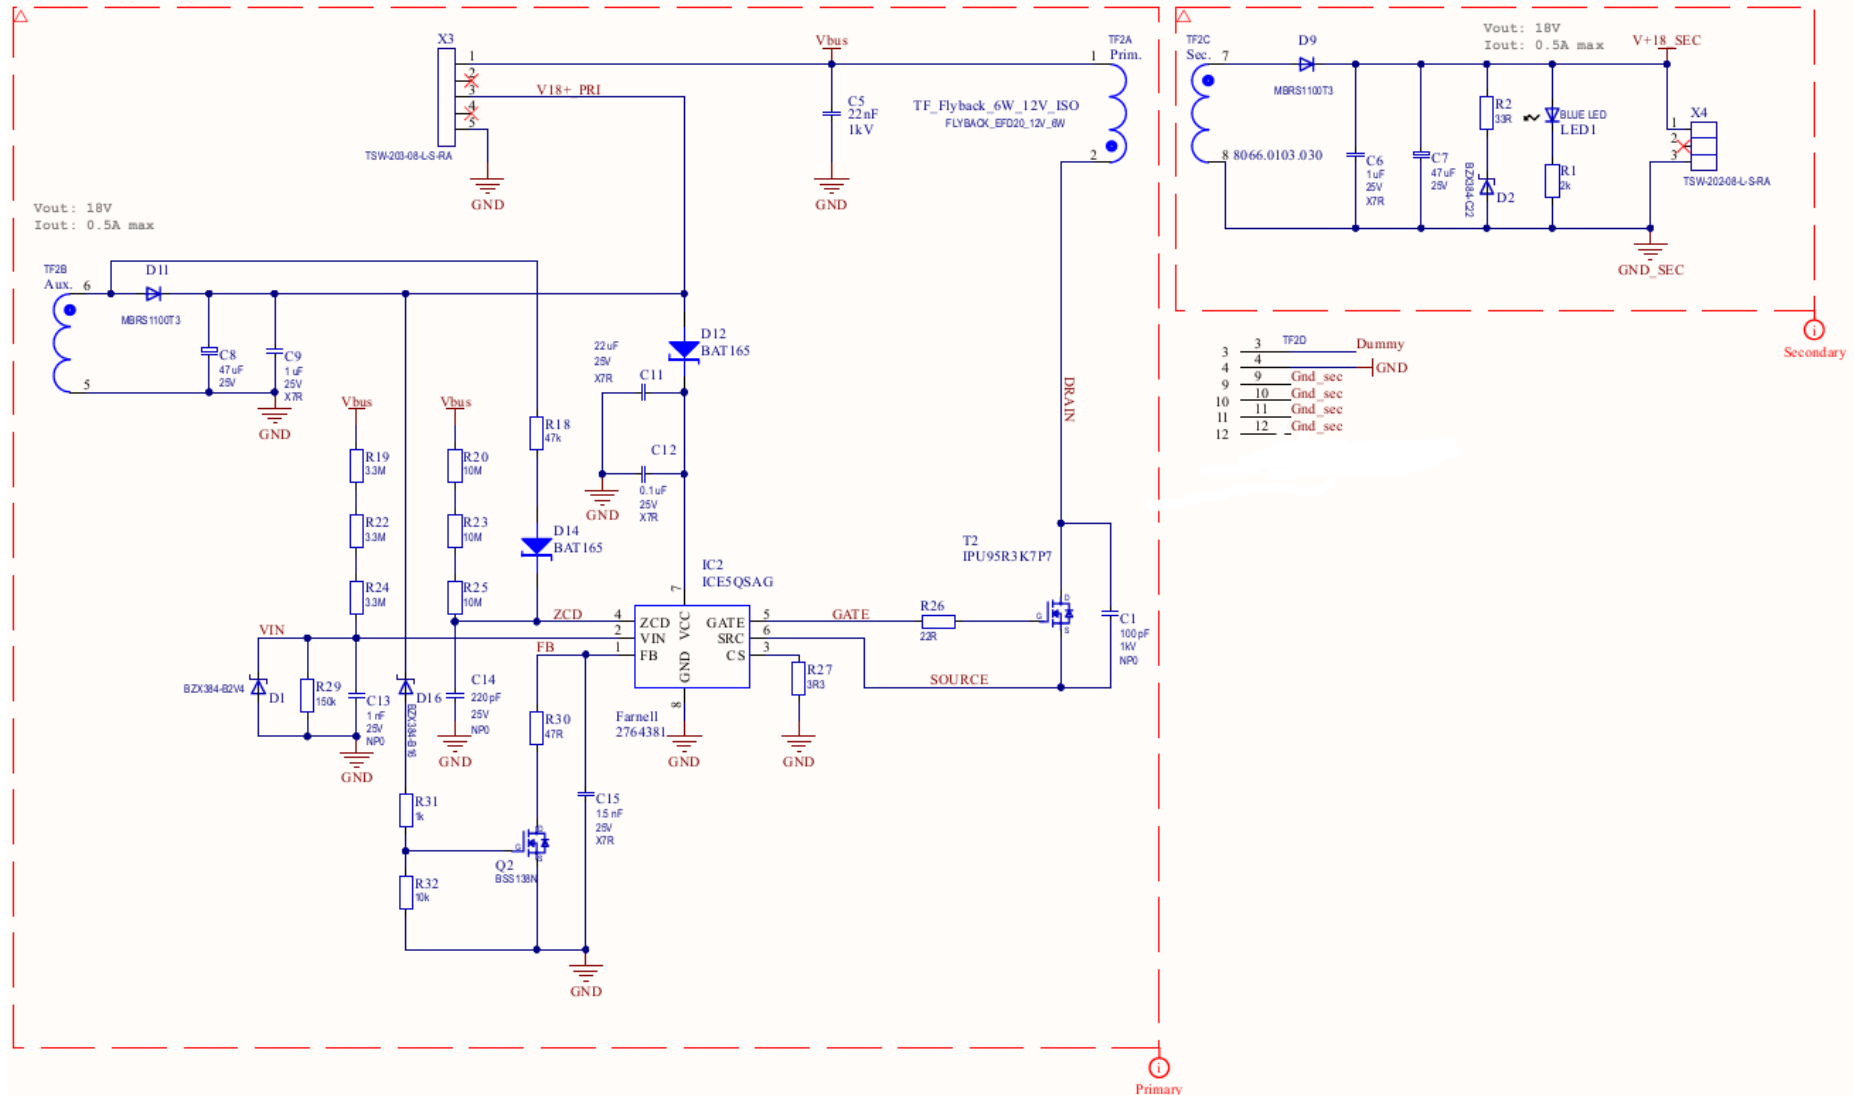 X3
1
2
3
4
5
TSW-203-08-L-S-RA
V18+_PRI
GND
Vbus
C5
22nF
1kV
GND
TF2A
Prim.
1
2
TF_Flyback_6W_12V_ISO
FLYBACK_EFD20_12V_6W
TF2C
Sec.
7
8
8066.0103.030
D9
MBRS1100T3
Vout: 18V
Iout: 0.5A max
V+18_SEC
C6
1uF
25V
X7R
C7
47uF
25V
R2
33R
BZX384-C22
D2
BLUE LED
LED1
R1
2k
X4
1
2
3
TSW-202-08-L-S-RA
GND_SEC
Secondary
Vout: 18V
Iout: 0.5A max
TF2B
Aux.
6
5
D11
MBRS1100T3
C8
47uF
25V
C9
1uF
25V
X7R
GND
Vbus
R19
3.3M
R22
3.3M
R24
3.3M
Vbus
R20
10M
R23
10M
R25
10M
R18
47k
D14
BAT165
22uF
25V
X7R
C11
C12
0.1uF
25V
X7R
GND
D12
BAT165
DRAIN
TF2D
3 3 Dummy
4 4 GND
9 9 Gnd_sec
10 10 Gnd_sec
11 11 Gnd_sec
12 12 Gnd_sec
IC2
ICE5QSAG
7
VCC
ZCD 4 ZCD
VIN 2 VIN
FB 1 FB
GATE 5 GATE
SRC 6
CS 3
GND
8
Farnell
2764381
GND
R26
22R
T2
IPU95R3K7P7
D
G
S
C1
100pF
1kV
NP0
R27
3R3
GND
SOURCE
BZX384-B2V4
D1
R29
150k
C13
1nF
25V
NP0
GND
D16
BZX384-B16
C14
220pF
25V
NP0
GND
R30
47R
R31
1k
R32
10k
Q2
BSS138N
D
G
S
C15
1.5nF
25V
X7R
GND
Primary